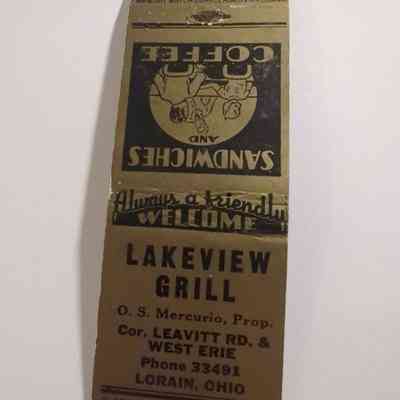 COFFEE
AND
SANDWICHES
Always a friendly
WELCOME
LAKEVIEW
GRILL
O. S. Mercurio, Prop.
Cor. LEAVITT RD. &
WEST ERIE
Phone 33491
LORAIN, OHIO